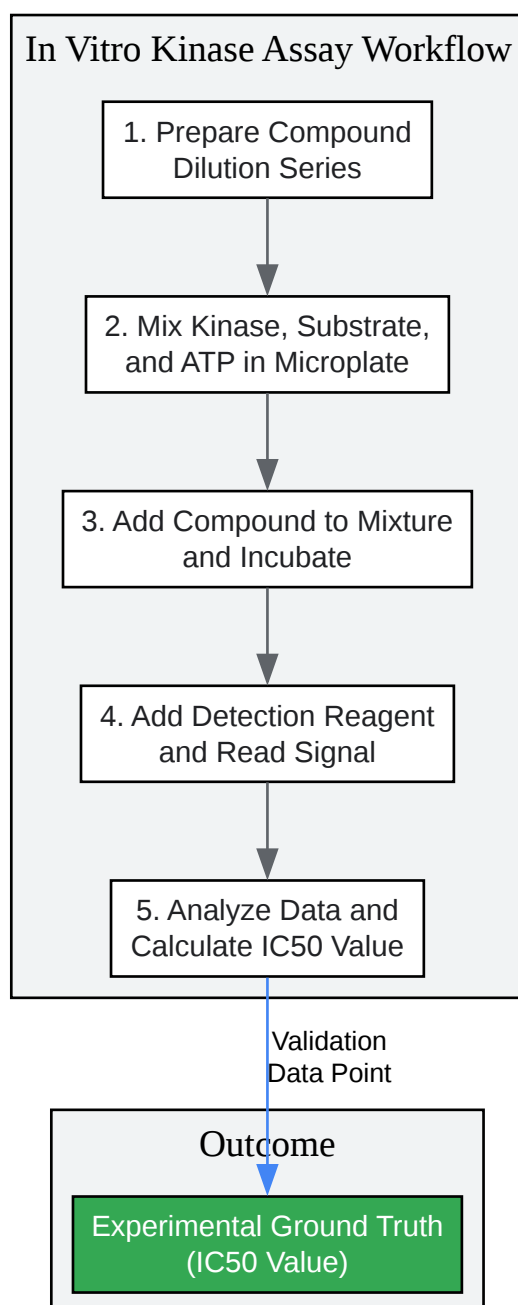 In Vitro Kinase Assay Workflow
1. Prepare Compound
Dilution Series
2. Mix Kinase, Substrate,
and ATP in Microplate
3. Add Compound to Mixture
and Incubate
4. Add Detection Reagent
and Read Signal
5. Analyze Data and
Calculate IC50 Value
Validation
Data Point
Outcome
Experimental Ground Truth
(IC50 Value)